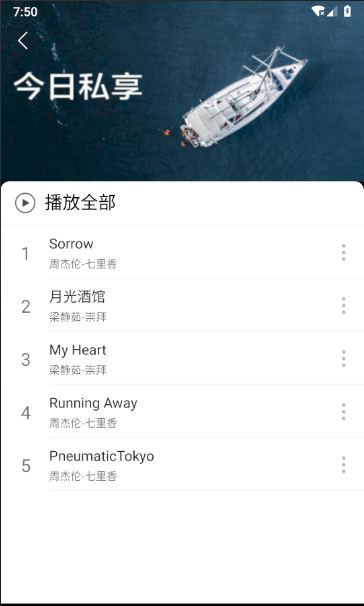 7:50
今日私享
播放全部
1
Sorrow
周杰伦-七里香
2
月光酒馆
梁静茹-崇拜
3
My Heart
梁静茹-崇拜
4
Running Away
周杰伦-七里香
5
PneumaticTokyo
周杰伦-七里香